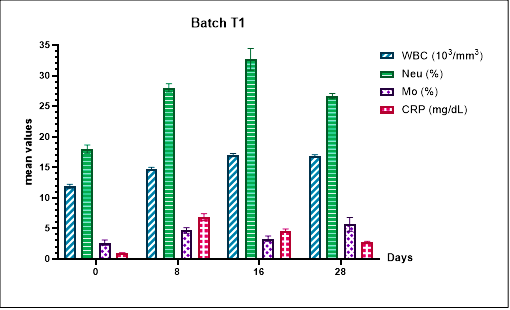 Batch T1
WBC (10³/mm³)
Neu (%)
Mo (%)
CRP (mg/dL)
mean values
35
30
25
20
15
10
5
0
0 8 16 28 Days